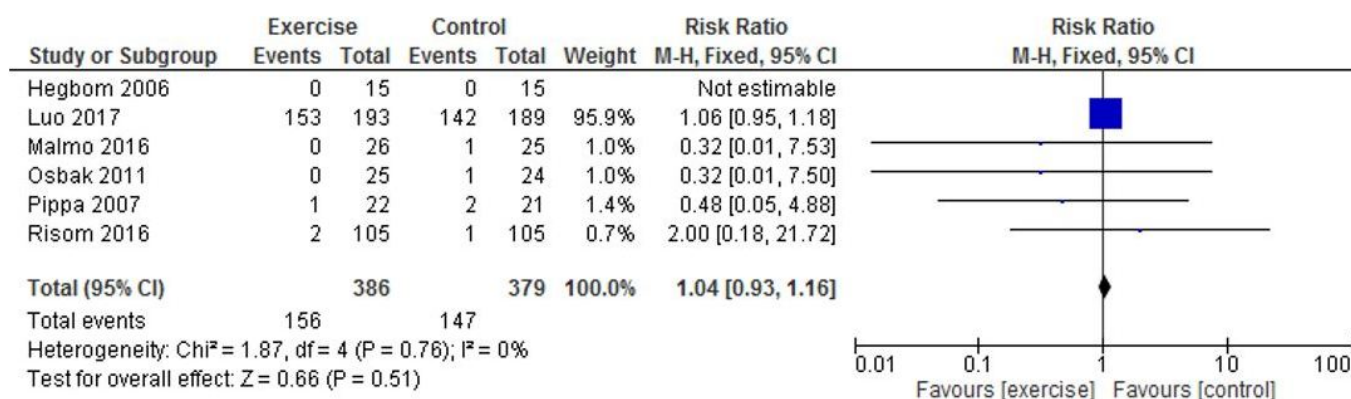 Exercise Control Risk Ratio Risk Ratio
Study or Subgroup Events Total Events Total Weight M-H, Fixed, 95% CI M-H, Fixed, 95% CI
Hegbom 2006 0 15 0 15 Not estimable
Luo 2017 153 193 142 189 95.9% 1.06 [0.95, 1.18]
Malmo 2016 0 26 1 25 1.0% 0.32 [0.01, 7.53]
Osbak 2011 0 25 1 24 1.0% 0.32 [0.01, 7.50]
Pippa 2007 1 22 2 21 1.4% 0.48 [0.05, 4.88]
Risom 2016 2 105 1 105 0.7% 2.00 [0.18, 21.72]
Total (95% CI) 386 379 100.0% 1.04 [0.93, 1.16]
Total events 156 147
Heterogeneity: Chi² = 1.87, df = 4 (P = 0.76); I² = 0%
Test for overall effect: Z = 0.66 (P = 0.51)
0.01 0.1 1 10 100
Favours [exercise] Favours [control]